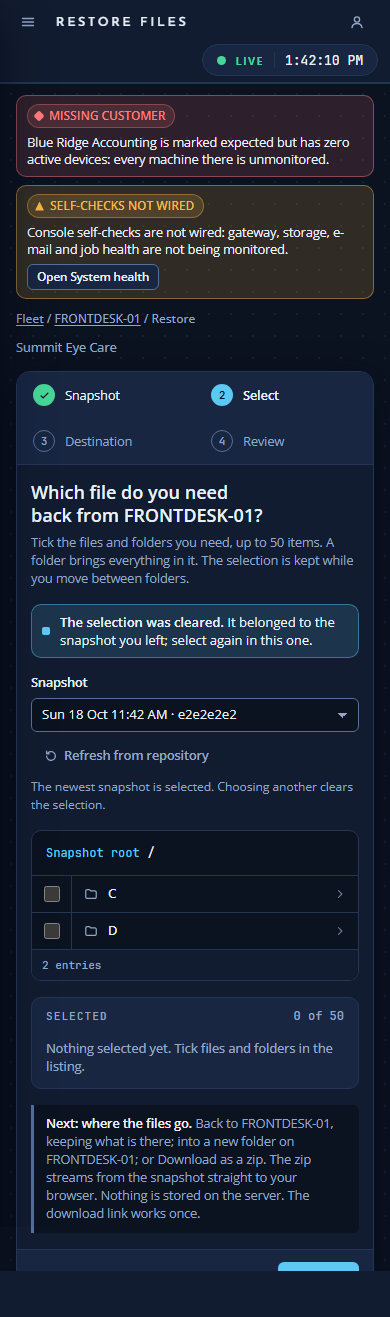 RESTORE FILES
LIVE 1:42:10 PM
MISSING CUSTOMER
Blue Ridge Accounting is marked expected but has zero
active devices: every machine there is unmonitored.
SELF-CHECKS NOT WIRED
Console self-checks are not wired: gateway, storage, e-
mail and job health are not being monitored.
Open System health
Fleet / FRONTDESK-01 / Restore
Summit Eye Care
Snapshot
2 Select
3 Destination
4 Review
Which file do you need
back from FRONTDESK-01?
Tick the files and folders you need, up to 50 items. A
folder brings everything in it. The selection is kept while
you move between folders.
The selection was cleared. It belonged to the
snapshot you left; select again in this one.
Snapshot
Sun 18 Oct 11:42 AM · e2e2e2e2
Refresh from repository
The newest snapshot is selected. Choosing another clears
the selection.
Snapshot root /
C
D
2 entries
SELECTED 0 of 50
Nothing selected yet. Tick files and folders in the
listing.
Next: where the files go. Back to FRONTDESK-01,
keeping what is there; into a new folder on
FRONTDESK-01; or Download as a zip. The zip
streams from the snapshot straight to your
browser. Nothing is stored on the server. The
download link works once.